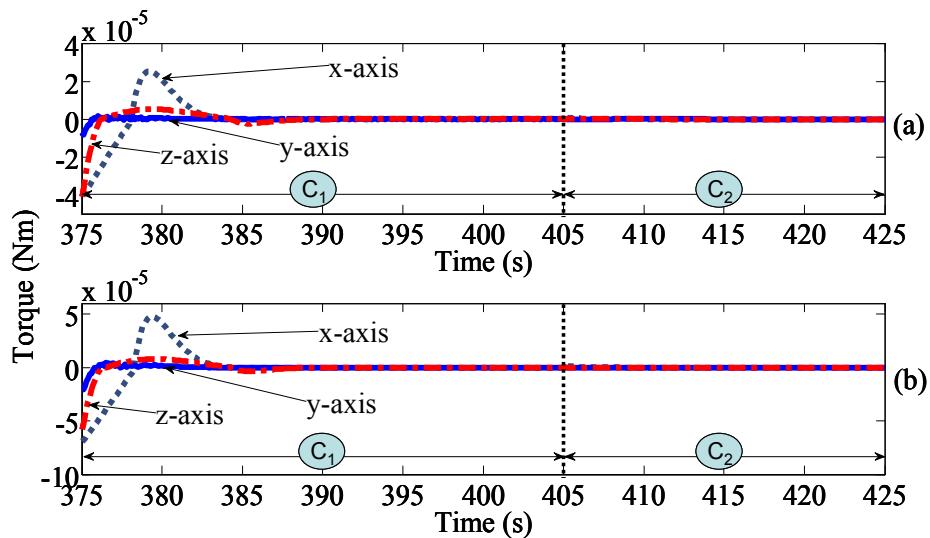 x 10^-5
4
2
0
-2
-4
x-axis
z-axis
y-axis
(a)
C₁
C₂
375 380 385 390 395 400 405 410 415 420 425
Time (s)
Torque (Nm)
x 10^-5
5
0
-5
-10
x-axis
z-axis
y-axis
(b)
C₁
C₂
375 380 385 390 395 400 405 410 415 420 425
Time (s)